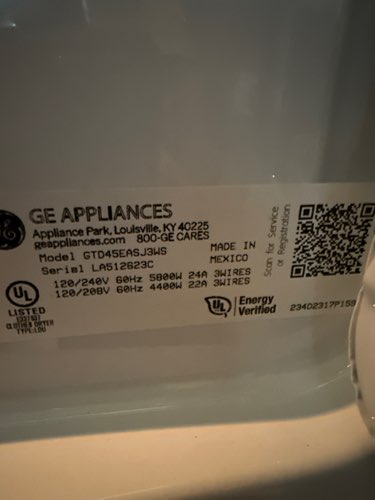 GE APPLIANCES
Appliance Park, Louisville, KY 40225
geappliances.com 800-GE CARES
Model GTD45EASJ3WS
Serial LA512623C
MADE IN
MEXICO
120/240V 60Hz 5800W 24A 3WIRES
120/208V 60Hz 4400W 22A 3WIRES
UL
LISTED
CLOTHES DRYER
UL
Energy
Verified
Scan for Service
or Registration